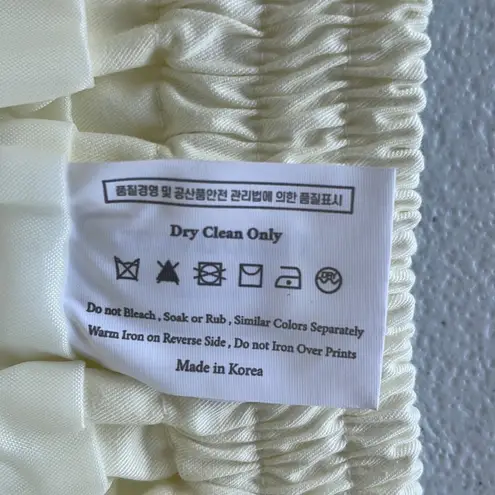 품질경영 및 공산품안전 관리법에 의한 품질표시
Dry Clean Only
Do not Bleach , Soak or Rub , Similar Colors Separately
Warm Iron on Reverse Side , Do not Iron Over Prints
Made in Korea